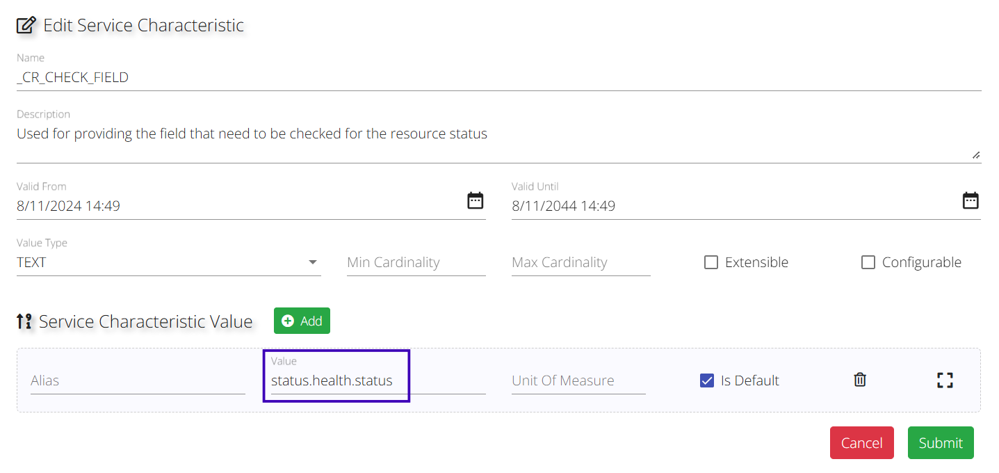 Edit Service Characteristic
Name
_CR_CHECK_FIELD
Description
Used for providing the field that need to be checked for the resource status
Valid From
8/11/2024 14:49
Valid Until
8/11/2044 14:49
Value Type
TEXT
Min Cardinality
Max Cardinality
Extensible
Configurable
Service Characteristic Value
Add
Alias
Value
status.health.status
Unit Of Measure
Is Default
Cancel
Submit